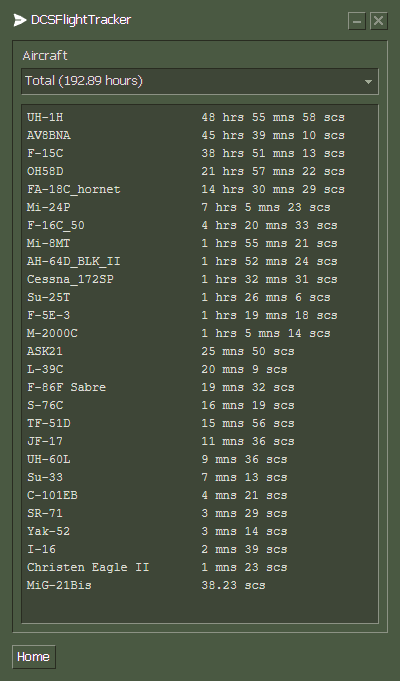 DCSFlightTracker
Aircraft
Total (192.89 hours)
UH-1H 48 hrs 55 mns 58 scs
AV8BNA 45 hrs 39 mns 10 scs
F-15C 38 hrs 51 mns 13 scs
OH58D 21 hrs 57 mns 22 scs
FA-18C_hornet 14 hrs 30 mns 29 scs
Mi-24P 7 hrs 5 mns 23 scs
F-16C_50 4 hrs 20 mns 33 scs
Mi-8MT 1 hrs 55 mns 21 scs
AH-64D_BLK_II 1 hrs 52 mns 24 scs
Cessna_172SP 1 hrs 32 mns 31 scs
Su-25T 1 hrs 26 mns 6 scs
F-5E-3 1 hrs 19 mns 18 scs
M-2000C 1 hrs 5 mns 14 scs
ASK21 25 mns 50 scs
L-39C 20 mns 9 scs
F-86F Sabre 19 mns 32 scs
S-76C 16 mns 19 scs
TF-51D 15 mns 56 scs
JF-17 11 mns 36 scs
UH-60L 9 mns 36 scs
Su-33 7 mns 13 scs
C-101EB 4 mns 21 scs
SR-71 3 mns 29 scs
Yak-52 3 mns 14 scs
I-16 2 mns 39 scs
Christen Eagle II 1 mns 23 scs
MiG-21Bis 38.23 scs
Home